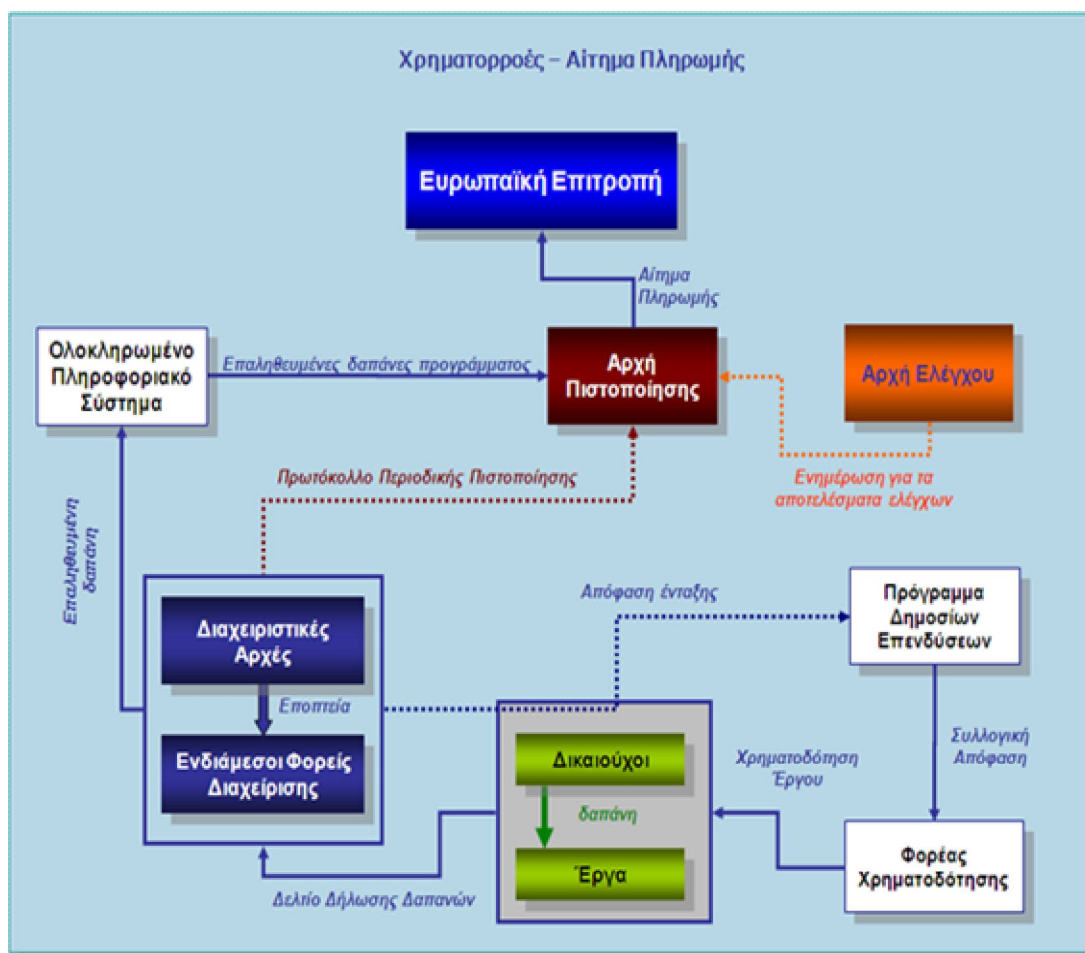 Χρηματορροές – Αίτημα Πληρωμής
Ευρωπαϊκή Επιτροπή
Αίτημα
Πληρωμής
Ολοκληρωμένο
Πληροφοριακό
Σύστημα
Επαληθευμένες δαπάνες προγράμματος
Αρχή
Πιστοποίησης
Αρχή Ελέγχου
Πρωτόκολλο Περιοδικής Πιστοποίησης
Ενημέρωση για τα
αποτελέσματα ελέγχων
Επαληθευμένη
δαπάνη
Διαχειριστικές
Αρχές
Εποπτεία
Ενδιάμεσοι Φορείς
Διαχείρισης
Απόφαση ένταξης
Πρόγραμμα
Δημοσίων
Επενδύσεων
Συλλογική
Απόφαση
Χρηματοδότηση
Έργου
Δικαιούχοι
δαπάνη
Έργα
Φορέας
Χρηματοδότησης
Δελτίο Δήλωσης Δαπανών